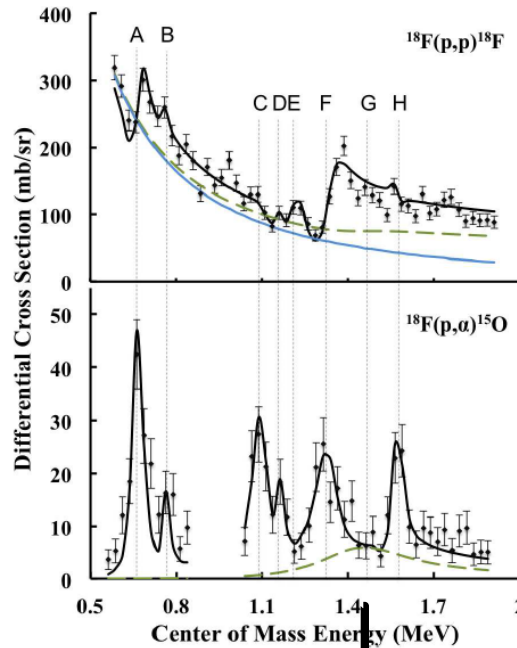 400
300
200
100
0
A
B
C
D
E
F
G
H
¹⁸F(p,p)¹⁸F
Differential Cross Section (mb/sr)
50
40
30
20
10
0
¹⁸F(p,α)¹⁵O
0.5
0.8
1.1
1.4
1.7
Center of Mass Energy (MeV)